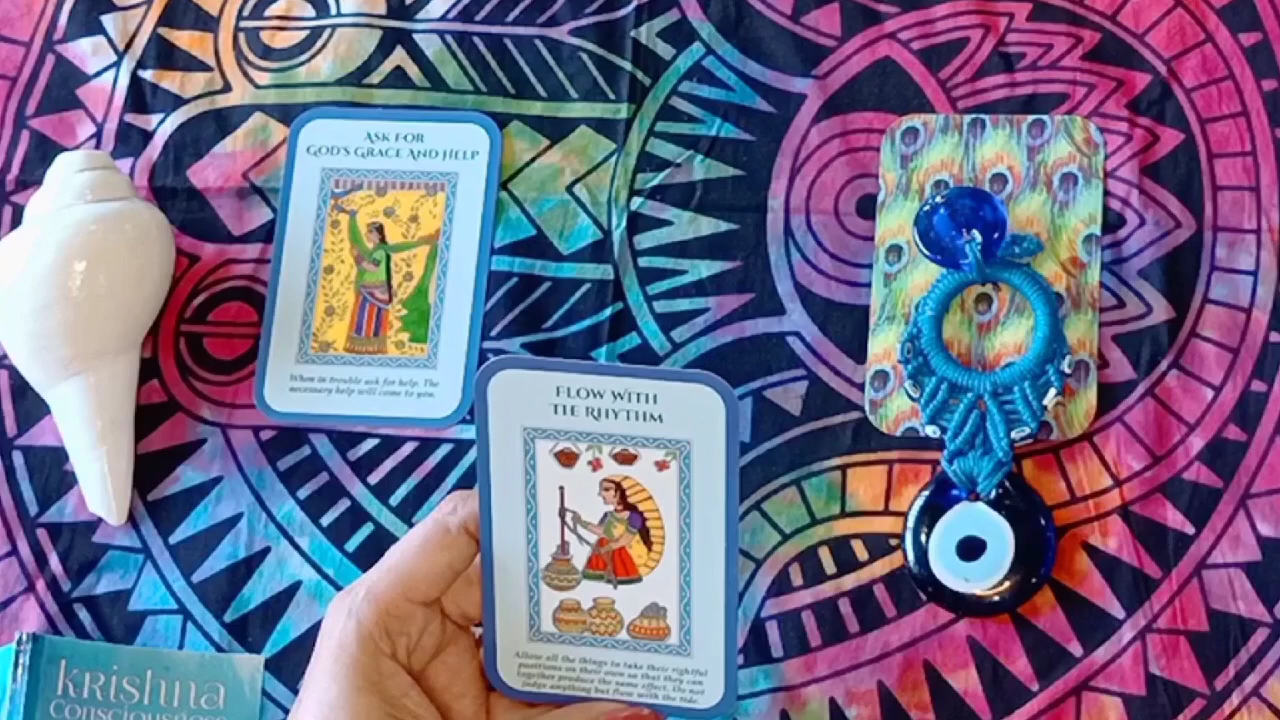 ASK FOR
GOD'S GRACE AND HELP
When in trouble ask for help. The
necessary help will come to you.
FLOW WITH
THE RHYTHM
Allow all the things to take their rightful
positions on their own so that they can
together produce the same effect. Do not
judge anything but flow with the tide.
krishna
CONSCIOUSNESS